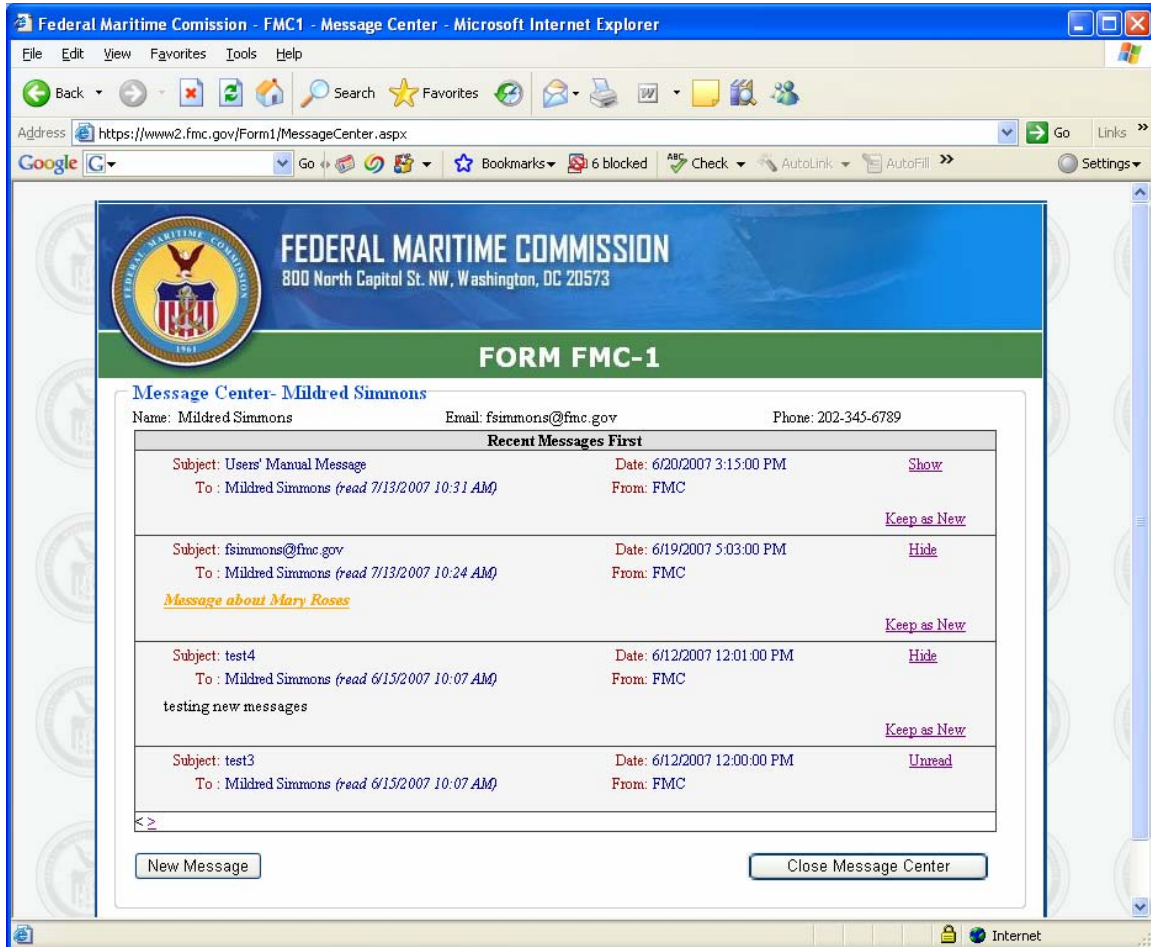 Federal Maritime Comission - FMC1 - Message Center - Microsoft Internet Explorer
File Edit View Favorites Tools Help
Back Search Favorites
Address https://www2.fmc.gov/Form1/MessageCenter.aspx Go Links »
Google G Go Bookmarks 6 blocked ABC Check AutoLink AutoFill » Settings
MARITIME COMMISSION
FEDERAL MARITIME COMMISSION
800 North Capitol St. NW, Washington, DC 20573
1961
FORM FMC-1
Message Center- Mildred Simmons
Name: Mildred Simmons Email: fsimmons@fmc.gov Phone: 202-345-6789
Recent Messages First
Subject: Users' Manual Message Date: 6/20/2007 3:15:00 PM Show
To : Mildred Simmons (read 7/13/2007 10:31 AM) From: FMC
Keep as New
Subject: fsimmons@fmc.gov Date: 6/19/2007 5:03:00 PM Hide
To : Mildred Simmons (read 7/13/2007 10:24 AM) From: FMC
Message about Mary Roses
Keep as New
Subject: test4 Date: 6/12/2007 12:01:00 PM Hide
To : Mildred Simmons (read 6/15/2007 10:07 AM) From: FMC
testing new messages
Keep as New
Subject: test3 Date: 6/12/2007 12:00:00 PM Unread
To : Mildred Simmons (read 6/15/2007 10:07 AM) From: FMC
< >
New Message Close Message Center
Internet